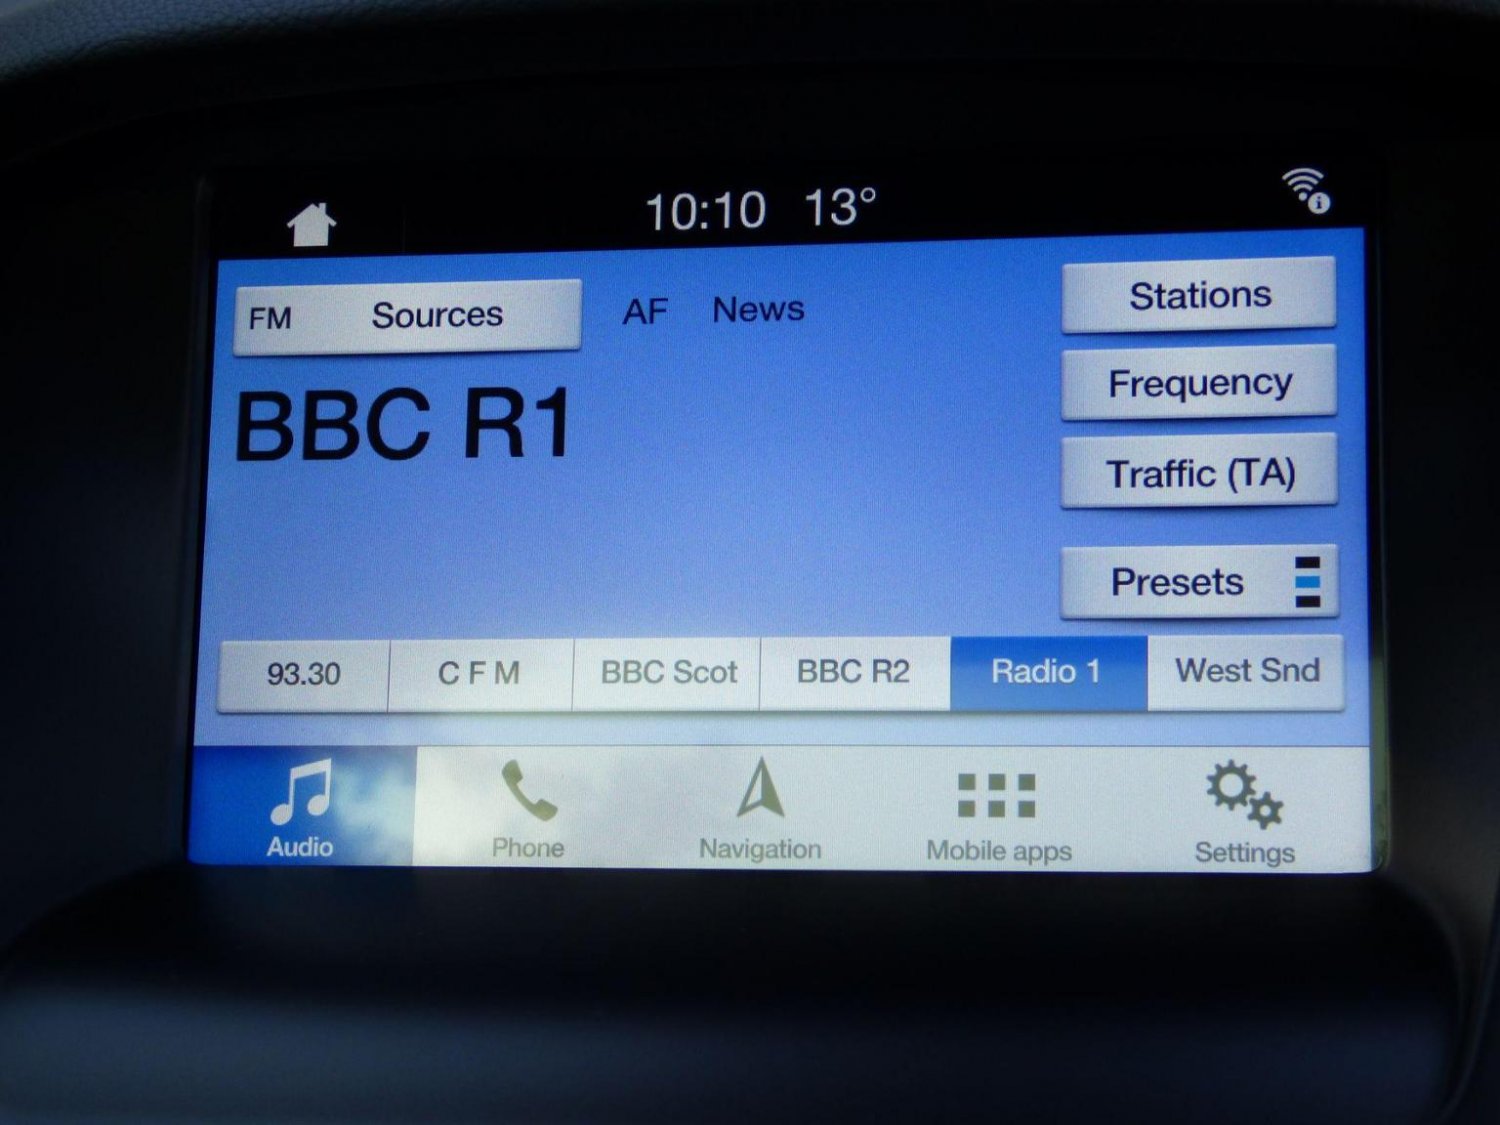 10:10 13°
FM Sources AF News Stations
BBC R1
Frequency
Traffic (TA)
Presets
93.30 C F M BBC Scot BBC R2 Radio 1 West Snd
Audio Phone Navigation Mobile apps Settings